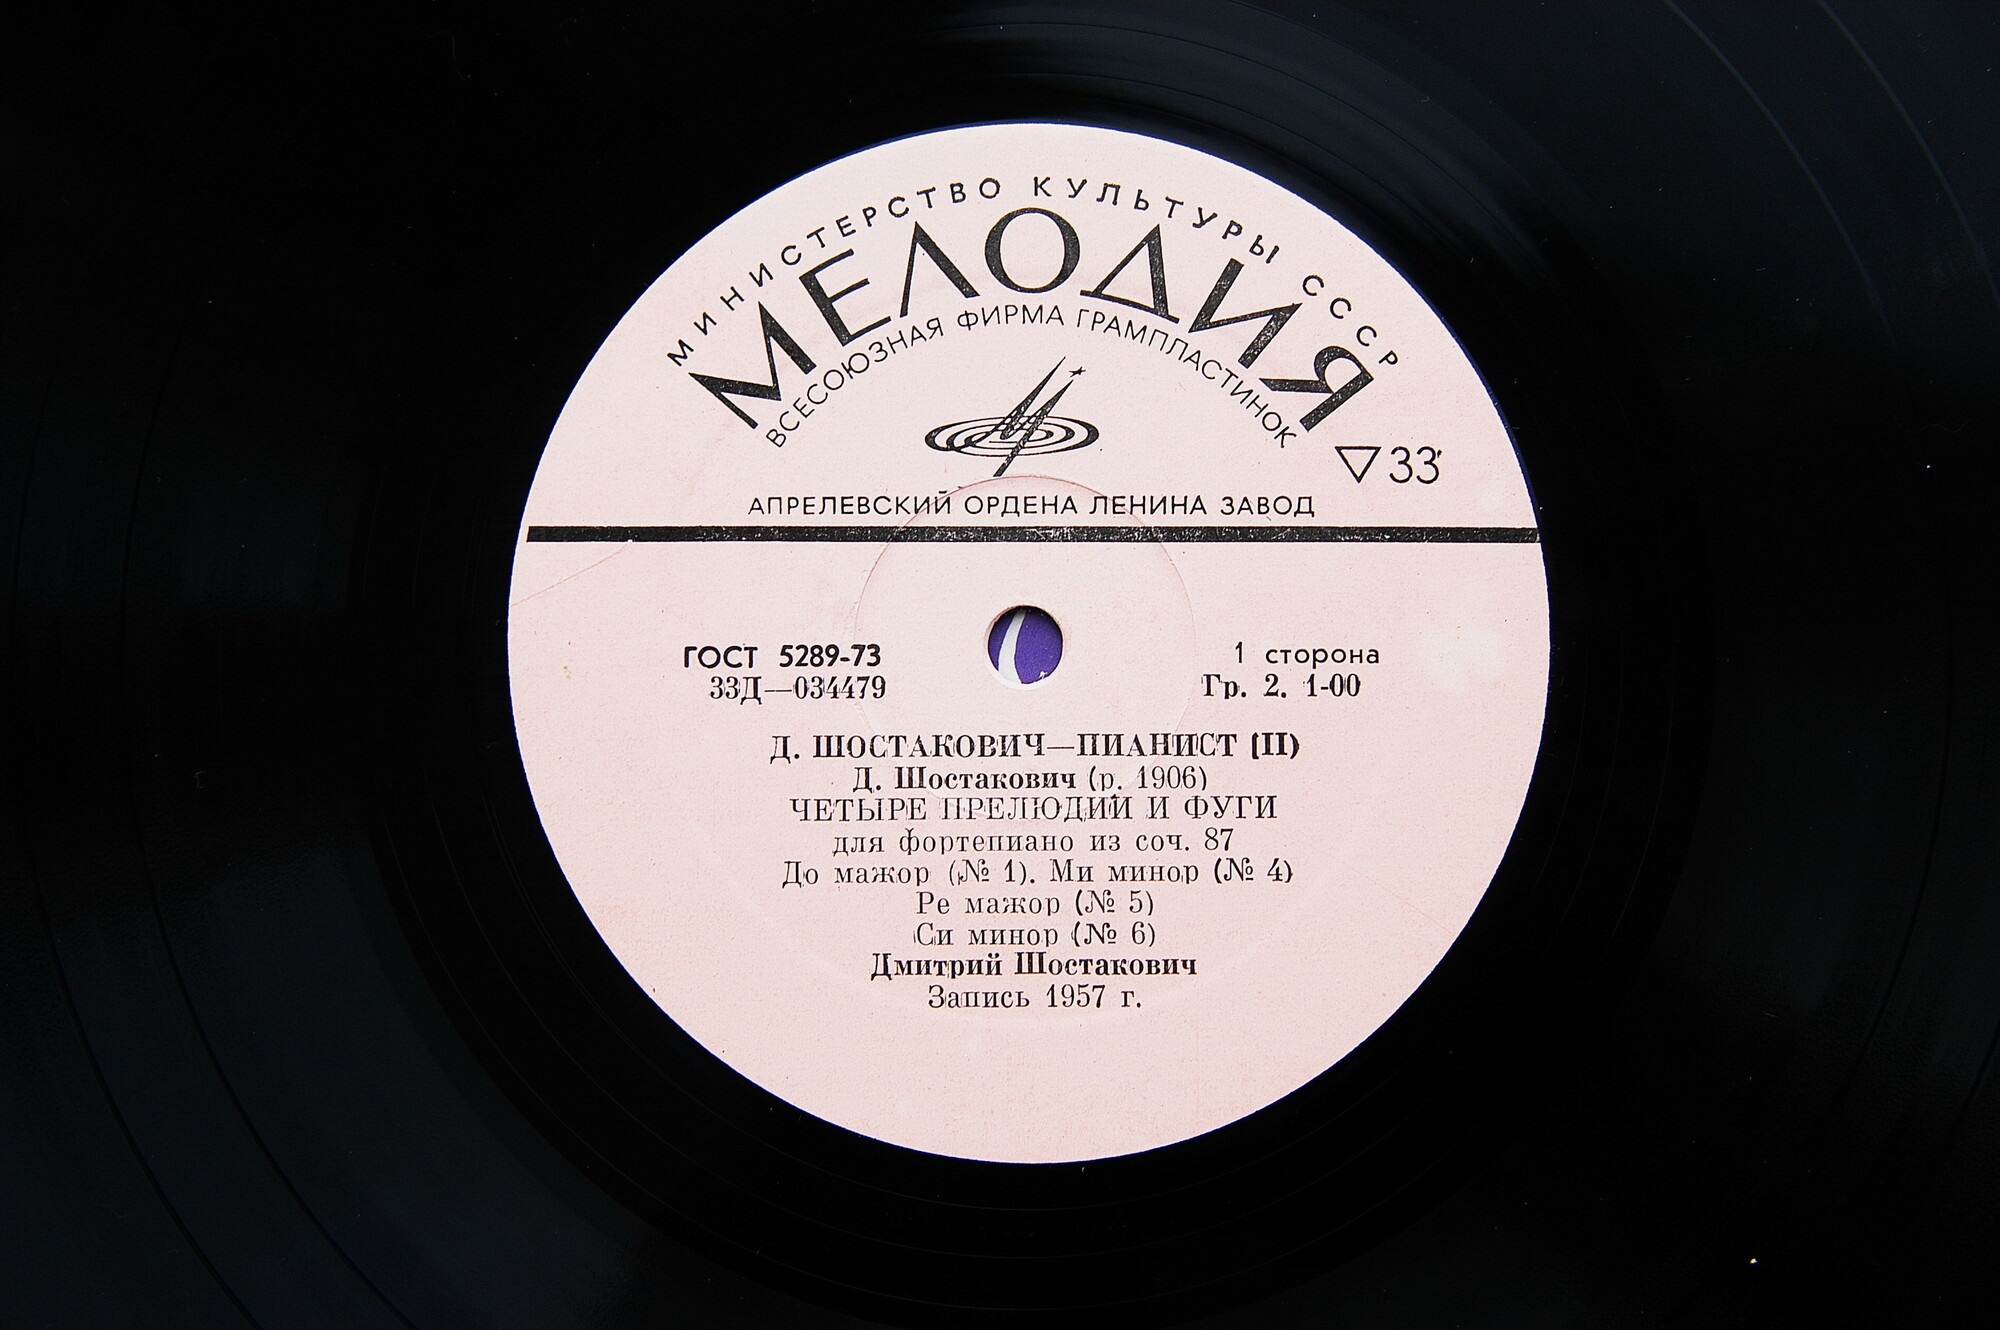 МИНИСТЕРСТВО КУЛЬТУРЫ СССР
МЕЛОДИЯ
ВСЕСОЮЗНАЯ ФИРМА ГРАМПЛАСТИНОК
33
АПРЕЛЕВСКИЙ ОРДЕНА ЛЕНИНА ЗАВОД
ГОСТ 5289-73
1 сторона
33Д—034479
Гр. 2. 1-00
Д. ШОСТАКОВИЧ—ПИАНИСТ (II)
Д. Шостакович (р. 1906)
ЧЕТЫРЕ ПРЕЛЮДИИ И ФУГИ
для фортепиано из соч. 87
До мажор (№ 1). Ми минор (№ 4)
Ре мажор (№ 5)
Си минор (№ 6)
Дмитрий Шостакович
Запись 1957 г.